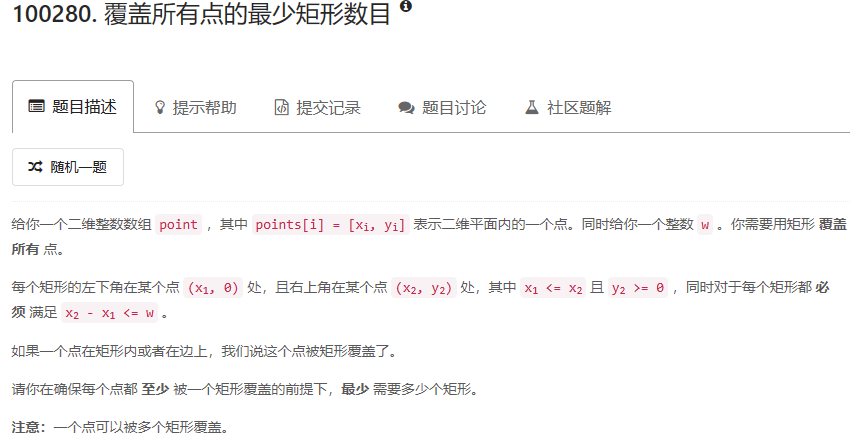 100280. 覆盖所有点的最少矩形数目
题目描述
提示帮助
提交记录
题目讨论
社区题解
随机一题
给你一个二维整数数组 point ，其中 points[i] = [xi, yi] 表示二维平面内的一个点。同时给你一个整数 w 。你需要用矩形 覆盖
所有 点。
每个矩形的左下角在某个点 (x1, 0) 处，且右上角在某个点 (x2, y2) 处，其中 x1 <= x2 且 y2 >= 0 ，同时对于每个矩形都 必
须 满足 x2 - x1 <= w 。
如果一个点在矩形内或者在边上，我们说这个点被矩形覆盖了。
请你在确保每个点都 至少 被一个矩形覆盖的前提下，最少 需要多少个矩形。
注意：一个点可以被多个矩形覆盖。